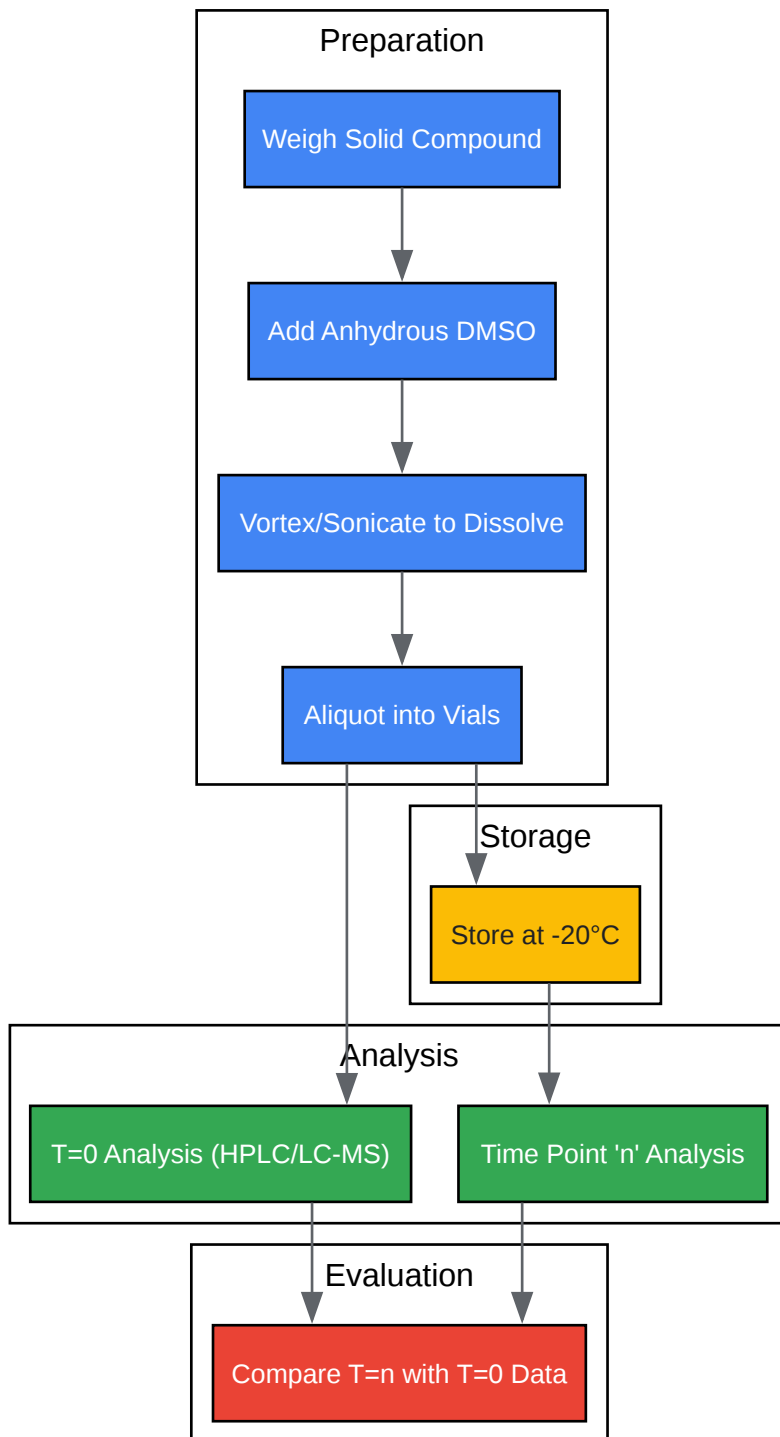 Preparation
Weigh Solid Compound
Add Anhydrous DMSO
Vortex/Sonicate to Dissolve
Aliquot into Vials
Storage
Store at -20°C
Analysis
T=0 Analysis (HPLC/LC-MS)
Time Point 'n' Analysis
Evaluation
Compare T=n with T=0 Data